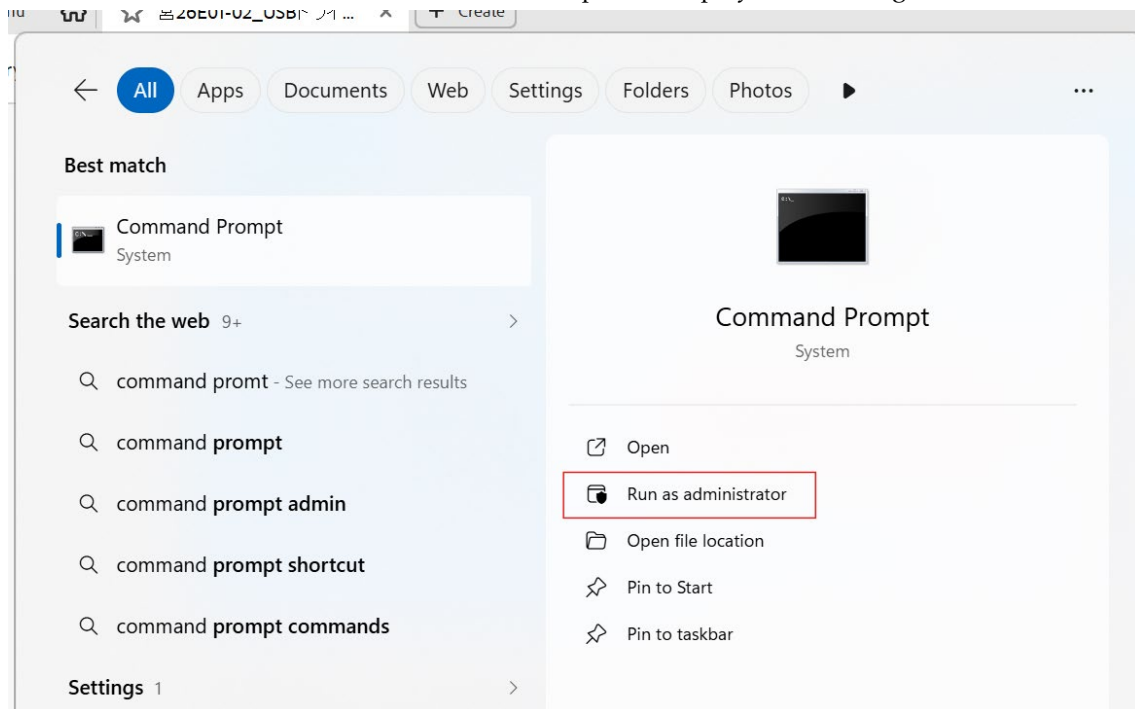 + Create
All Apps Documents Web Settings Folders Photos ...
Best match
Command Prompt
System
Search the web 9+
command promt - See more search results
command prompt
command prompt admin
command prompt shortcut
command prompt commands
Settings 1
Command Prompt
System
Open
Run as administrator
Open file location
Pin to Start
Pin to taskbar